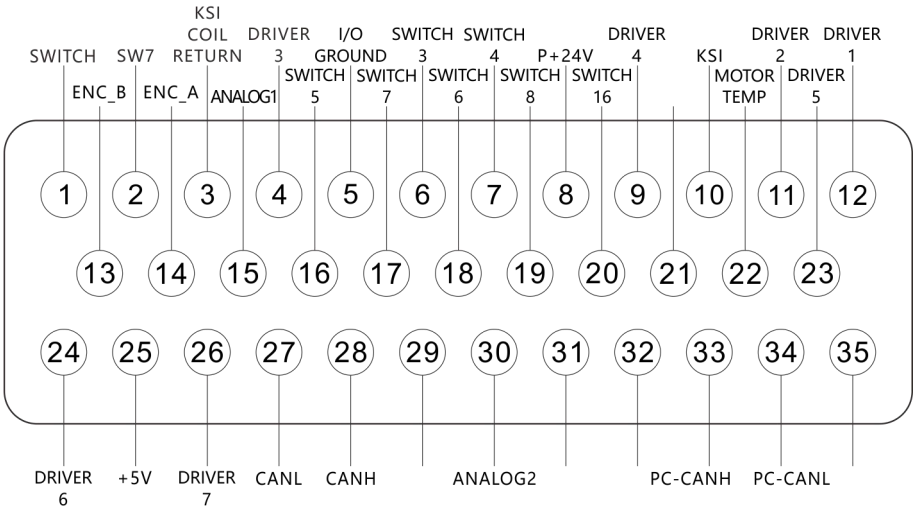 KSI
COIL DRIVER I/O SWITCH SWITCH DRIVER DRIVER DRIVER
SWITCH SW7 RETURN 3 GROUND 3 4 P+24V 4 KSI 2 1
SWITCH SWITCH SWITCH SWITCH SWITCH MOTOR DRIVER
ENC_B ENC_A ANALOG1 5 7 6 8 16 TEMP 5
1 2 3 4 5 6 7 8 9 10 11 12
13 14 15 16 17 18 19 20 21 22 23
24 25 26 27 28 29 30 31 32 33 34 35
DRIVER +5V DRIVER CANL CANH ANALOG2 PC-CANH PC-CANL
6 7